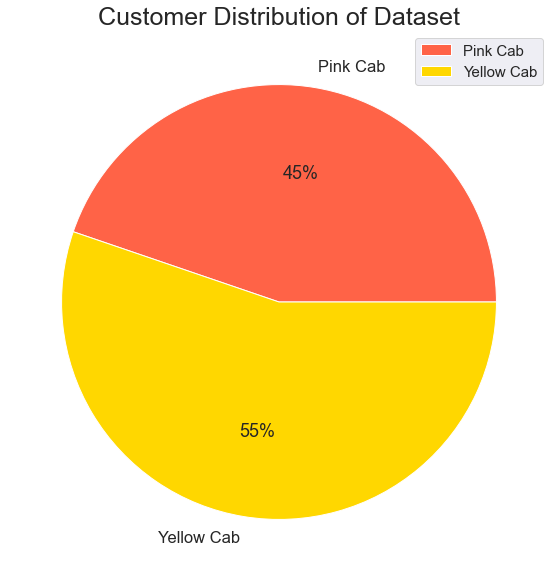 Customer Distribution of Dataset
Pink Cab
Yellow Cab
Pink Cab
45%
55%
Yellow Cab